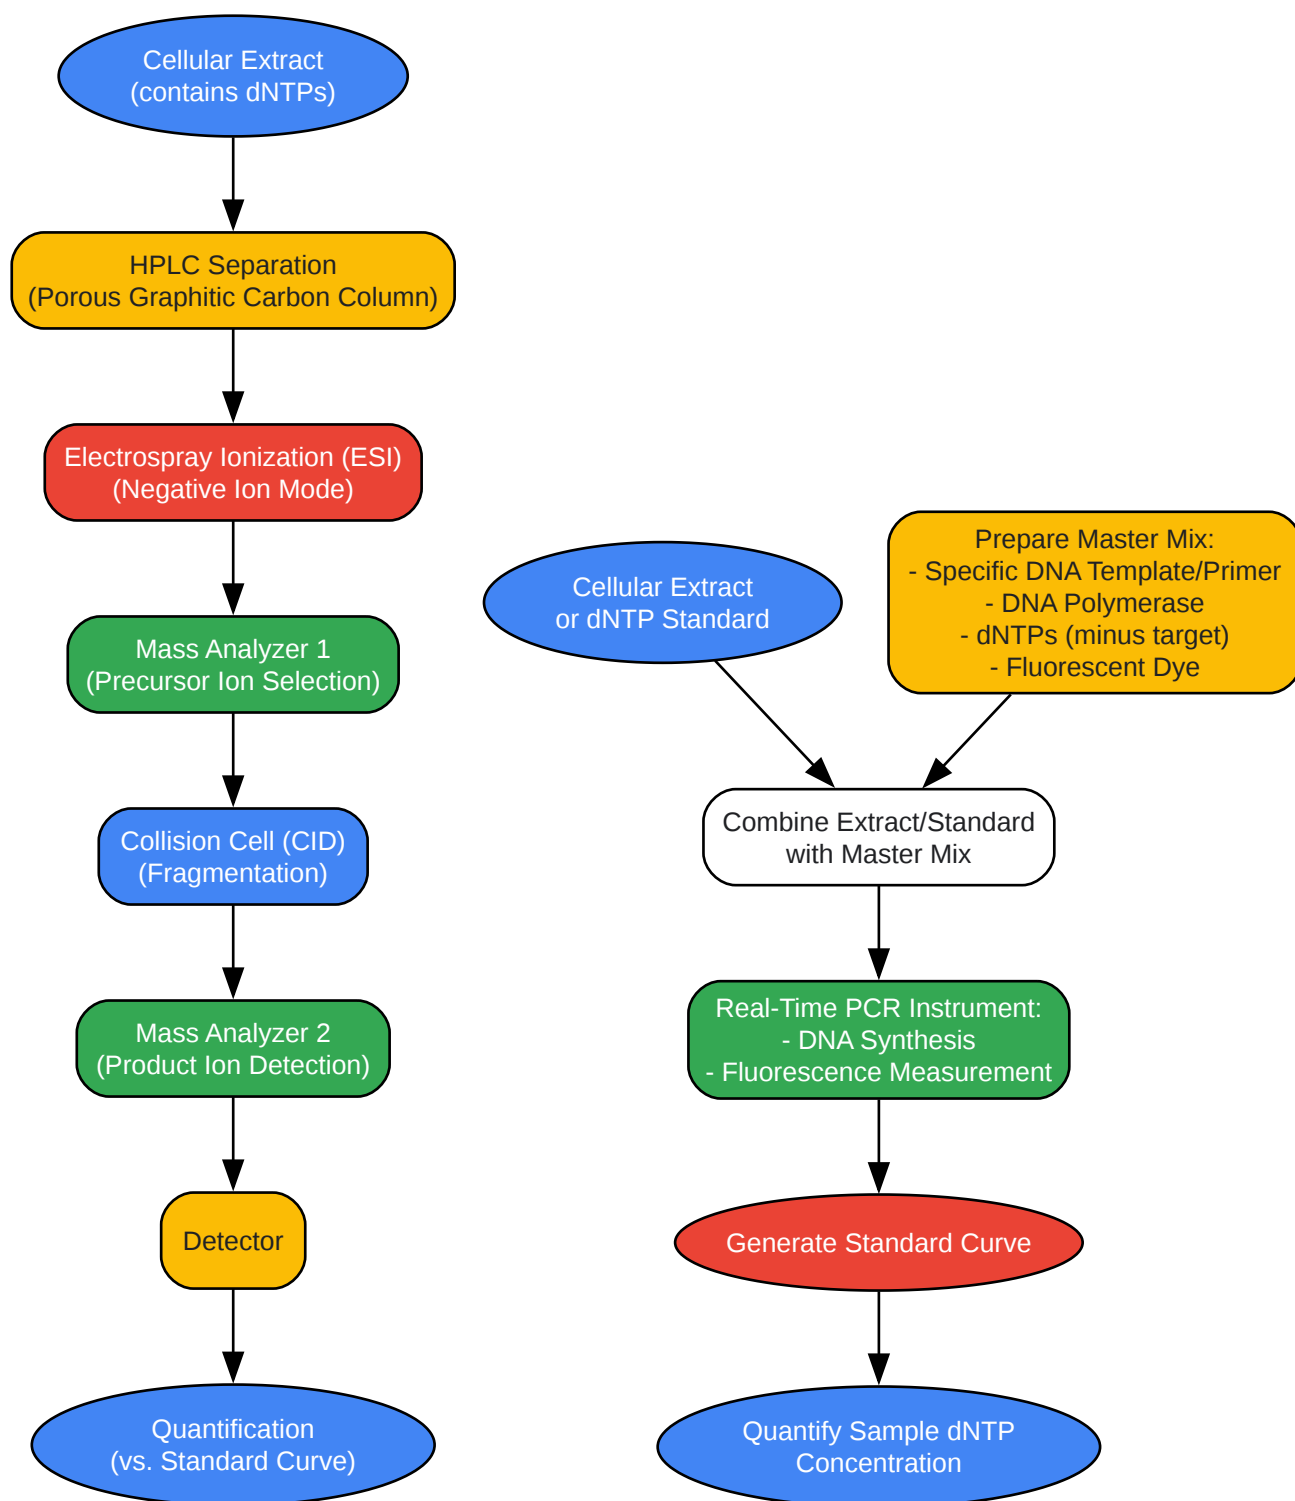 Cellular Extract
(contains dNTPs)
HPLC Separation
(Porous Graphitic Carbon Column)
Electrospray Ionization (ESI)
(Negative Ion Mode)
Mass Analyzer 1
(Precursor Ion Selection)
Collision Cell (CID)
(Fragmentation)
Mass Analyzer 2
(Product Ion Detection)
Detector
Quantification
(vs. Standard Curve)
Cellular Extract
or dNTP Standard
Prepare Master Mix:
- Specific DNA Template/Primer
- DNA Polymerase
- dNTPs (minus target)
- Fluorescent Dye
Combine Extract/Standard
with Master Mix
Real-Time PCR Instrument:
- DNA Synthesis
- Fluorescence Measurement
Generate Standard Curve
Quantify Sample dNTP
Concentration